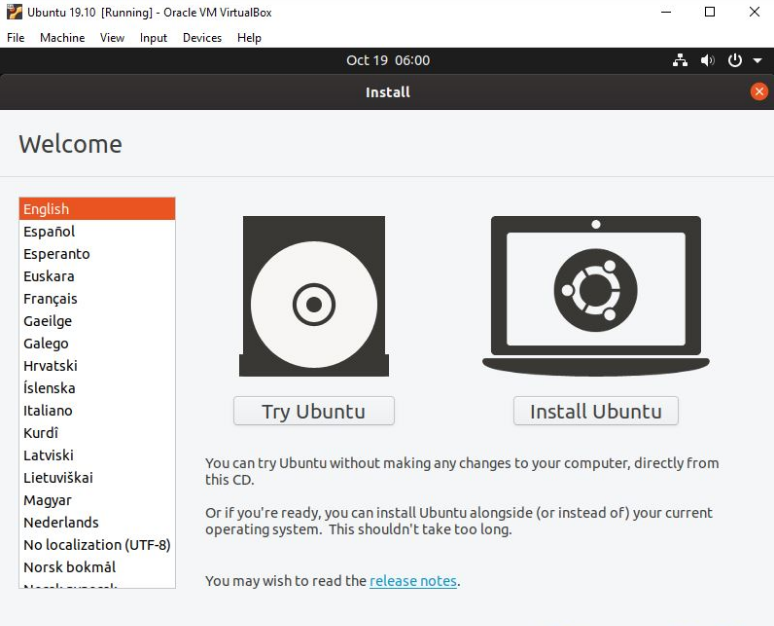 Ubuntu 19.10 [Running] - Oracle VM VirtualBox
File Machine View Input Devices Help
Oct 19 06:00
Install
Welcome
English
Español
Esperanto
Euskara
Français
Gaeilge
Galego
Hrvatski
Íslenska
Italiano
Kurdî
Latviski
Lietuviškai
Magyar
Nederlands
No localization (UTF-8)
Norsk bokmål
Try Ubuntu
Install Ubuntu
You can try Ubuntu without making any changes to your computer, directly from
this CD.
Or if you're ready, you can install Ubuntu alongside (or instead of) your current
operating system. This shouldn't take too long.
You may wish to read the release notes.